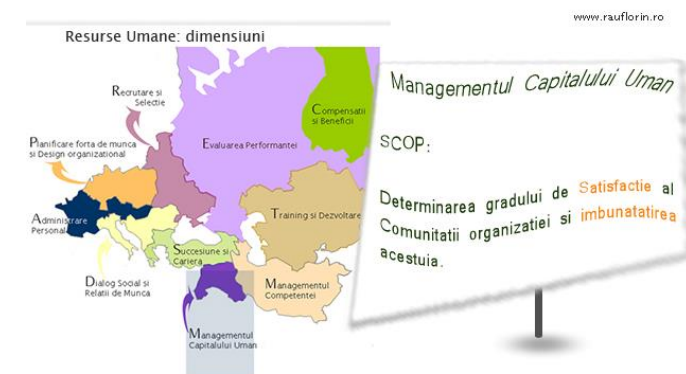 www.rauflorin.ro
Resurse Umane: dimensiuni
Recrutare si
Selectie
Compensatii
si Beneficii
Planificare forta de munca
si Design organizational
Evaluarea Performantei
Administrare
Personal
Training si Dezvoltare
Succesiune si
Cariera
Dialog Social si
Relatii de Munca
Managementul
Competentei
Managementul
Capitalului Uman
Managementul Capitalului Uman
SCOP:
Determinarea gradului de Satisfactie al
Comunitatii organizatiei si imbunatatirea
acestuia.